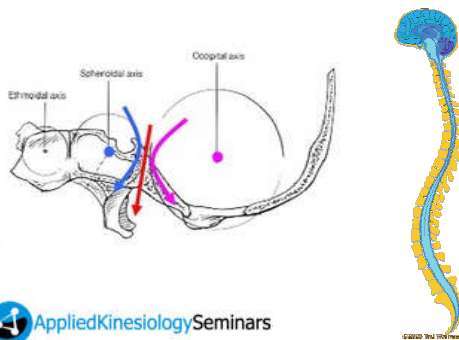 Occipital axis
Sphenoidal axis
Ethmoidal axis
AppliedKinesiologySeminars